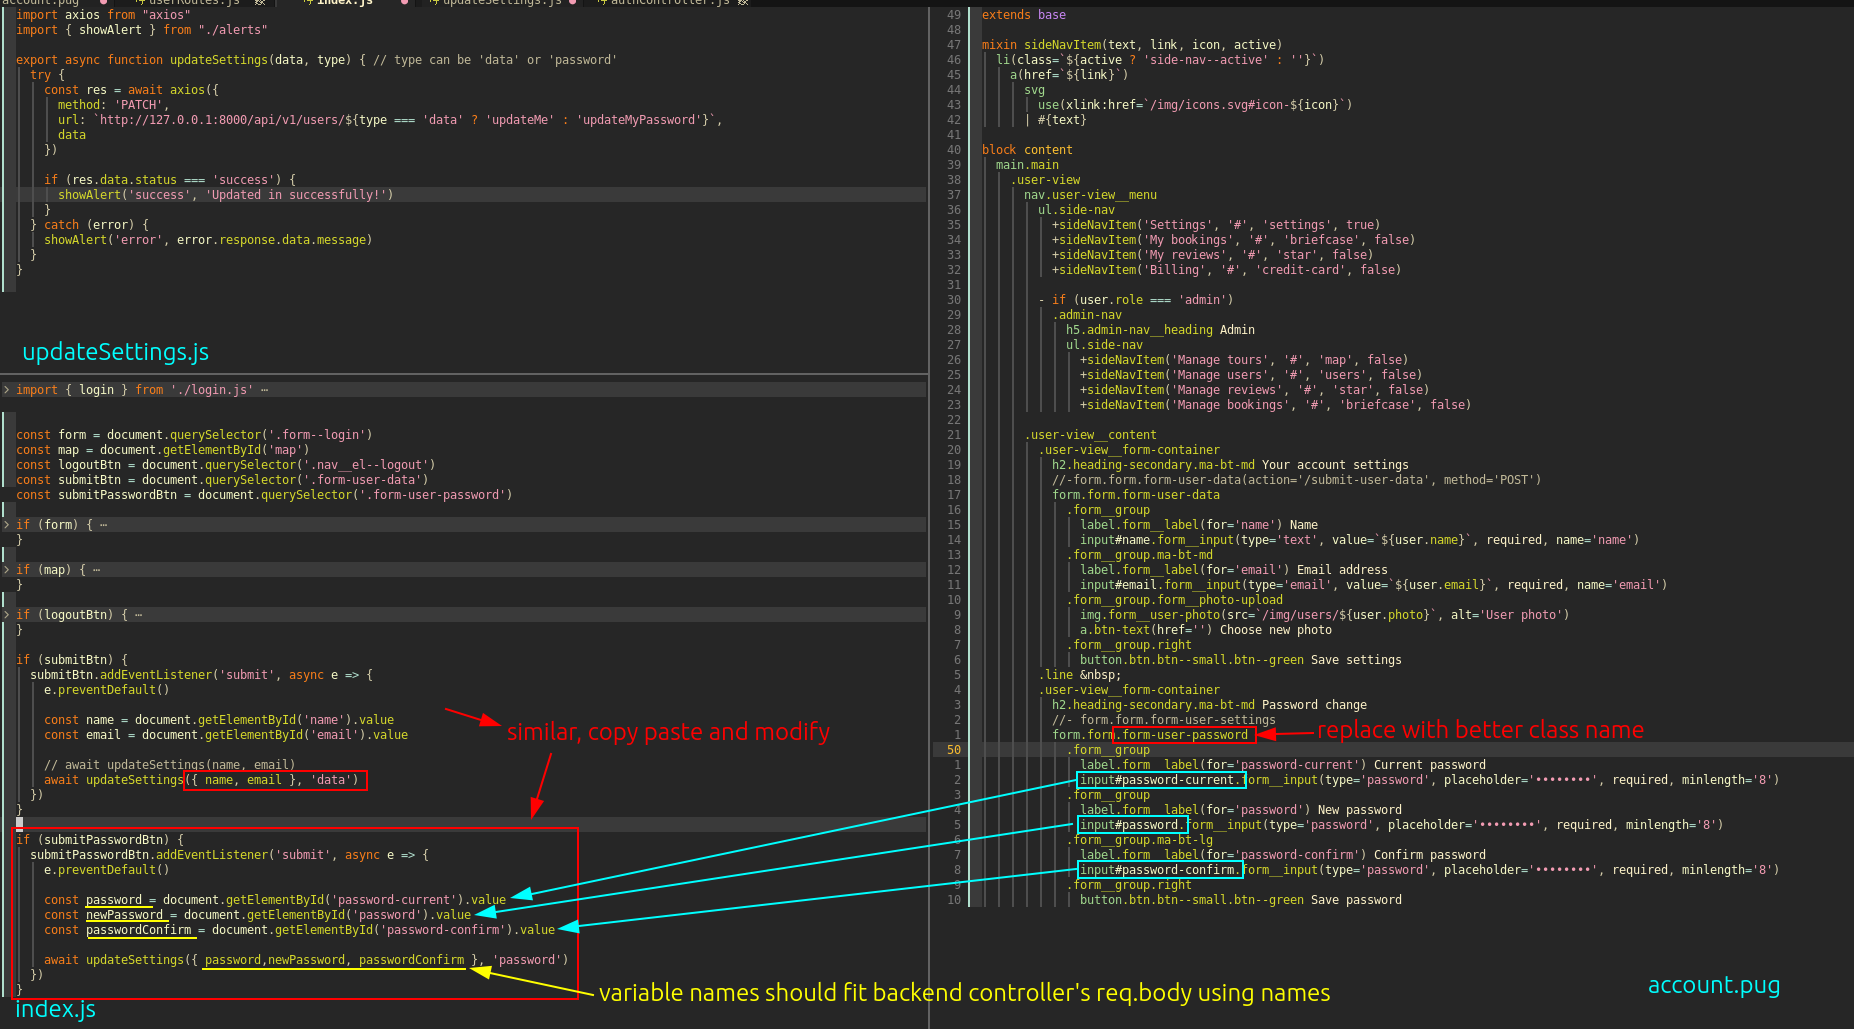 account.pug
userRoutes.js
index.js
updateSettings.js
authController.js
import axios from "axios"
import { showAlert } from "./alerts"
export async function updateSettings(data, type) { // type can be 'data' or 'password'
try {
const res = await axios({
method: 'PATCH',
url: `http://127.0.0.1:8000/api/v1/users/${type === 'data' ? 'updateMe' : 'updateMyPassword'}`,
data
})
if (res.data.status === 'success') {
showAlert('success', 'Updated in successfully!')
}
} catch (error) {
showAlert('error', error.response.data.message)
}
}
updateSettings.js
> import { login } from './login.js' ⋯
const form = document.querySelector('.form--login')
const map = document.getElementById('map')
const logoutBtn = document.querySelector('.nav__el--logout')
const submitBtn = document.querySelector('.form-user-data')
const submitPasswordBtn = document.querySelector('.form-user-password')
> if (form) { ⋯
}
> if (map) { ⋯
}
> if (logoutBtn) { ⋯
}
if (submitBtn) {
submitBtn.addEventListener('submit', async e => {
e.preventDefault()
const name = document.getElementById('name').value
const email = document.getElementById('email').value
similar, copy paste and modify
// await updateSettings(name, email)
await updateSettings({ name, email }, 'data')
})
}
if (submitPasswordBtn) {
submitPasswordBtn.addEventListener('submit', async e => {
e.preventDefault()
const password = document.getElementById('password-current').value
const newPassword = document.getElementById('password').value
const passwordConfirm = document.getElementById('password-confirm').value
await updateSettings({ password,newPassword, passwordConfirm }, 'password')
})
}
variable names should fit backend controller's req.body using names
index.js
49 extends base
48
47 mixin sideNavItem(text, link, icon, active)
46 li(class=`${active ? 'side-nav--active' : ''}`)
45 a(href=`${link}`)
44 svg
43 use(xlink:href=`/img/icons.svg#icon-${icon}`)
42 | #{text}
41
40 block content
39 main.main
38 .user-view
37 nav.user-view__menu
36 ul.side-nav
35 +sideNavItem('Settings', '#', 'settings', true)
34 +sideNavItem('My bookings', '#', 'briefcase', false)
33 +sideNavItem('My reviews', '#', 'star', false)
32 +sideNavItem('Billing', '#', 'credit-card', false)
31
30 - if (user.role === 'admin')
29 .admin-nav
28 h5.admin-nav__heading Admin
27 ul.side-nav
26 +sideNavItem('Manage tours', '#', 'map', false)
25 +sideNavItem('Manage users', '#', 'users', false)
24 +sideNavItem('Manage reviews', '#', 'star', false)
23 +sideNavItem('Manage bookings', '#', 'briefcase', false)
22
21 .user-view__content
20 .user-view__form-container
19 h2.heading-secondary.ma-bt-md Your account settings
18 //-form.form.form-user-data(action='/submit-user-data', method='POST')
17 form.form.form-user-data
16 .form__group
15 label.form__label(for='name') Name
14 input#name.form__input(type='text', value=`${user.name}`, required, name='name')
13 .form__group.ma-bt-md
12 label.form__label(for='email') Email address
11 input#email.form__input(type='email', value=`${user.email}`, required, name='email')
10 .form__group.form__photo-upload
9 img.form__user-photo(src=`/img/users/${user.photo}`, alt='User photo')
8 a.btn-text(href='') Choose new photo
7 .form__group.right
6 button.btn.btn--small.btn--green Save settings
5 .line &nbsp;
4 .user-view__form-container
3 h2.heading-secondary.ma-bt-md Password change
2 //- form.form.form-user-settings
1 form.form.form-user-password
replace with better class name
50 .form__group
1 label.form__label(for='password-current') Current password
2 input#password-current.form__input(type='password', placeholder='••••••••', required, minlength='8')
3 .form__group
4 label.form__label(for='password') New password
5 input#password.form__input(type='password', placeholder='••••••••', required, minlength='8')
6 .form__group.ma-bt-lg
7 label.form__label(for='password-confirm') Confirm password
8 input#password-confirm.form__input(type='password', placeholder='••••••••', required, minlength='8')
9 .form__group.right
10 button.btn.btn--small.btn--green Save password
account.pug